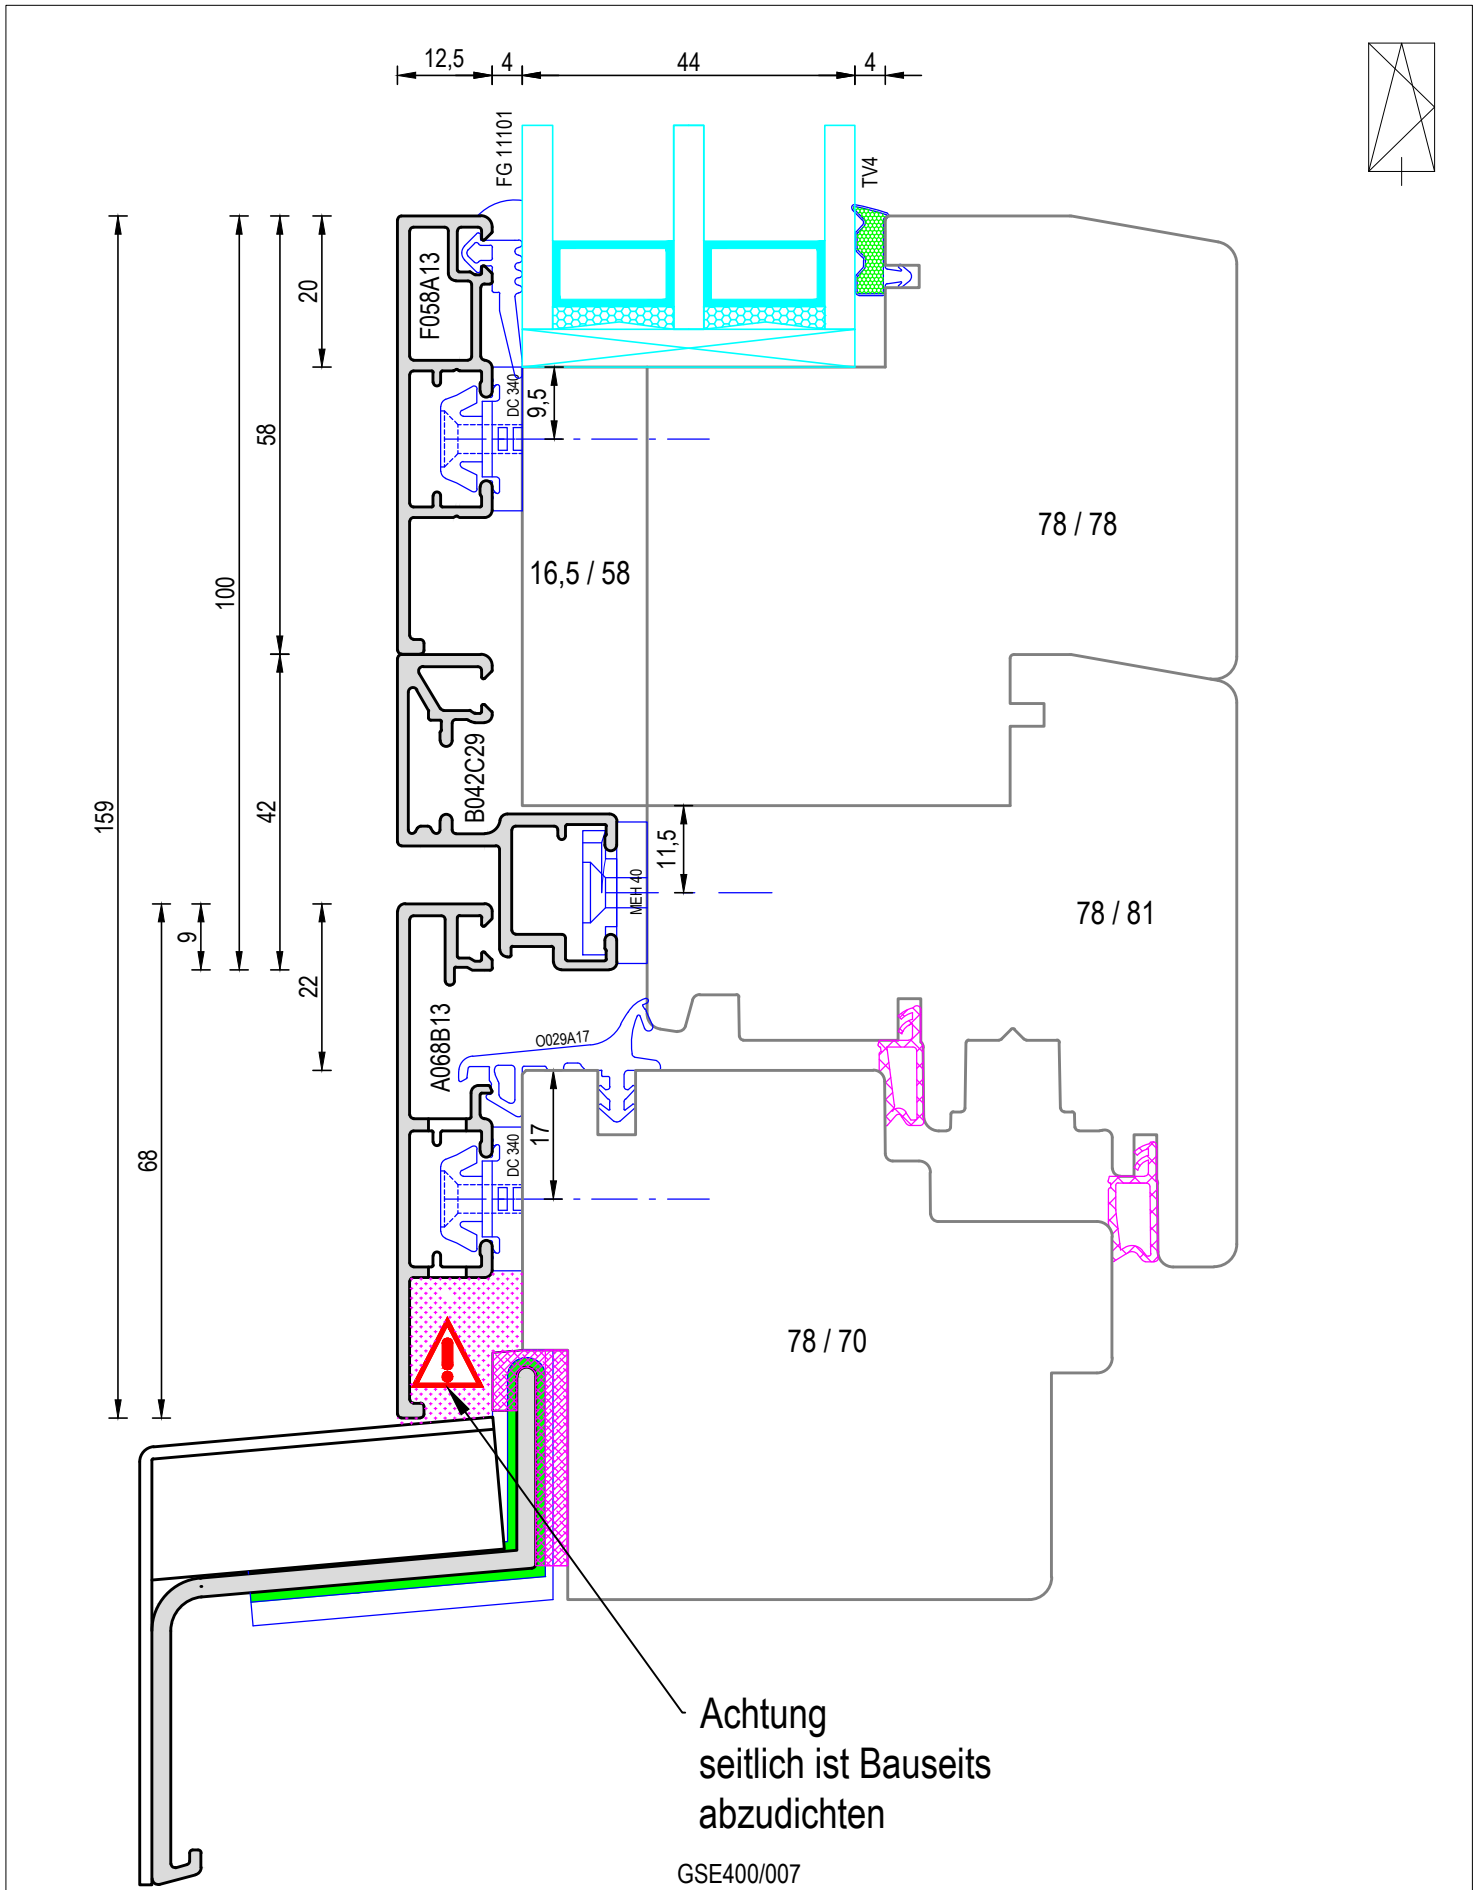 12,5
4
44
4
FG 11101
TV4
F058A13
20
DC 340
9,5
58
78 / 78
16,5 / 58
100
B042C29
159
42
11,5
MEH 40
78 / 81
9
22
A068B13
O029A17
17
DC 340
68
78 / 70
Achtung
seitlich ist Bauseits
abzudichten
GSE400/007